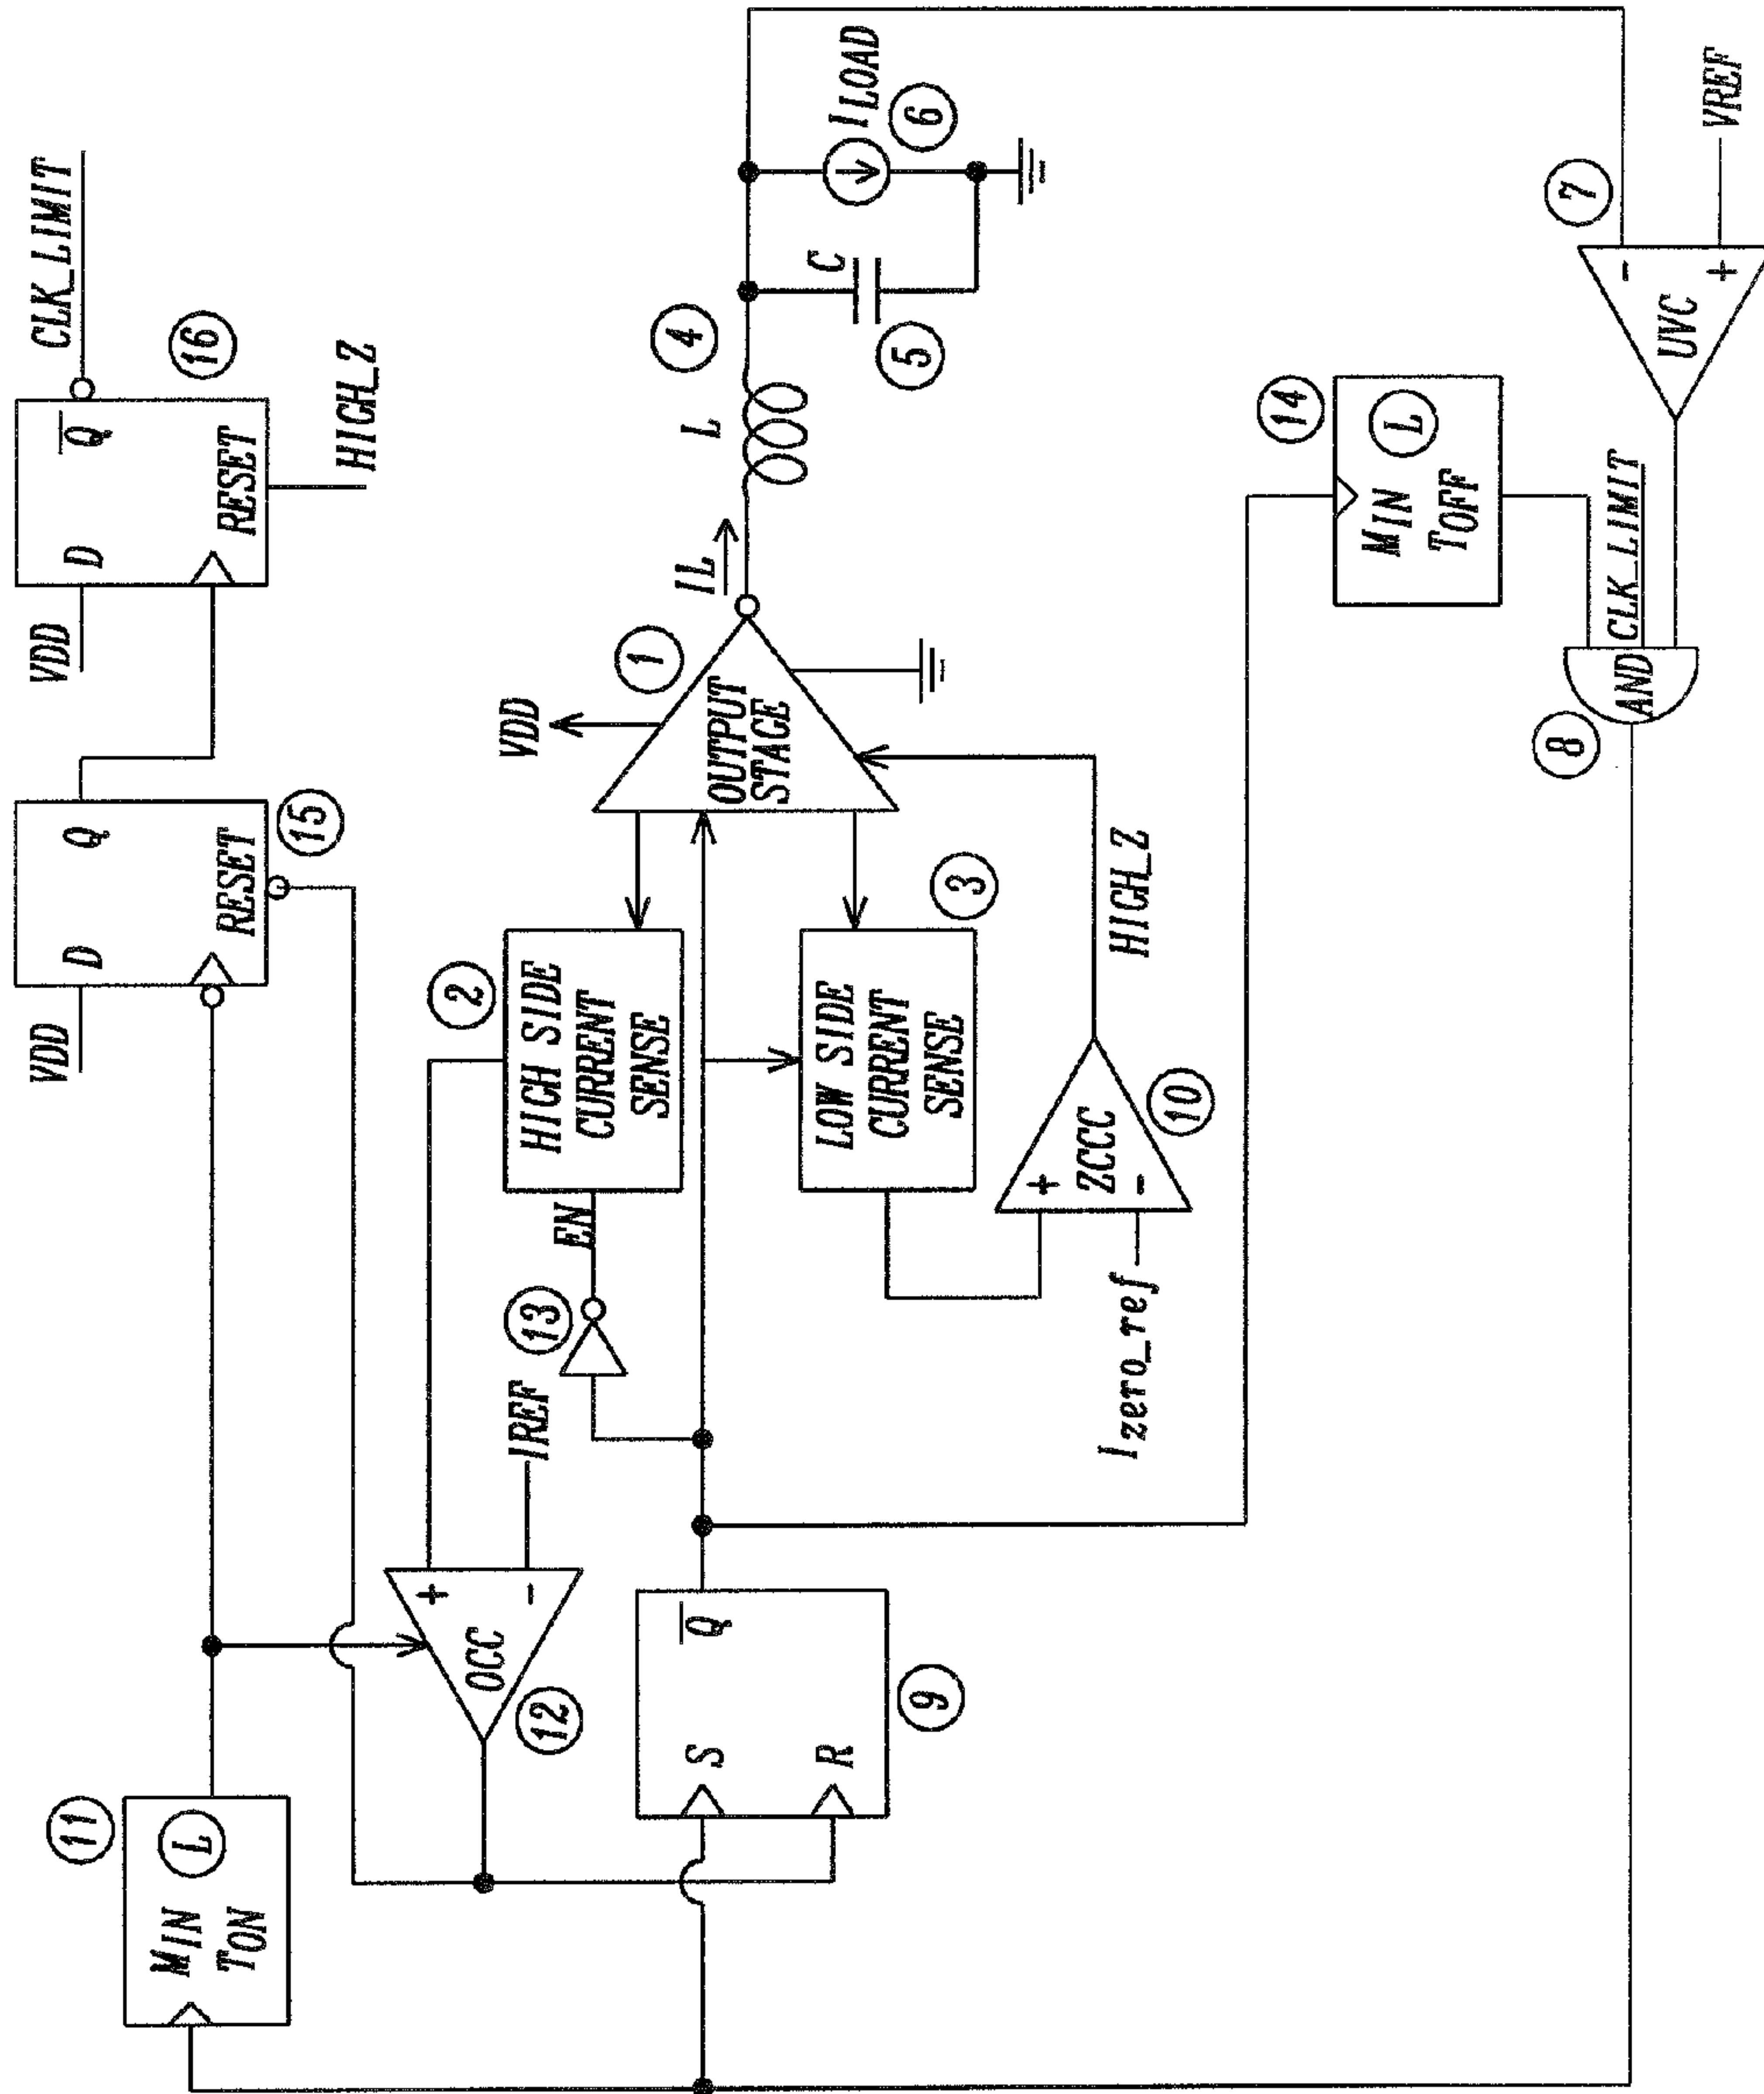 11
MIN
TON
L
VDD
D
Q
RESET
15
VDD
D
Q
RESET
16
CLK_LIMIT
HIGH_Z
OCC
+
-
12
IREF
13
EN
2
HIGH SIDE
CURRENT
SENSE
VDD
1
OUTPUT
STAGE
IL
L
4
C
5
ILOAD
6
S
Q
R
9
LOW SIDE
CURRENT
SENSE
3
Izero_ref
+
ZCCC
-
10
HIGH_Z
14
MIN
TOFF
L
8
AND
CLK_LIMIT
UVC
-
+
7
VREF